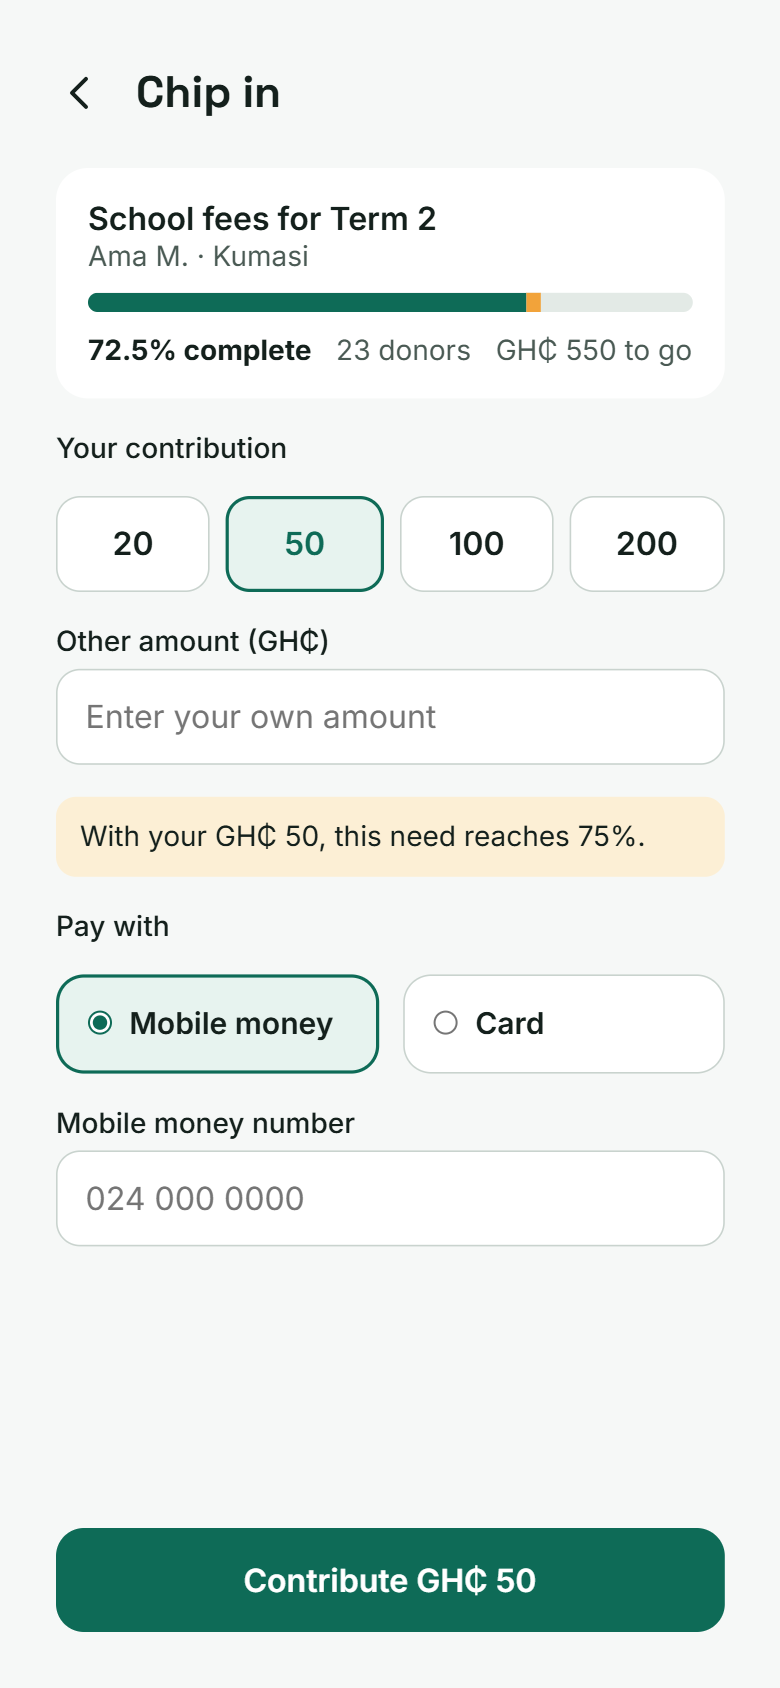 Chip in
School fees for Term 2
Ama M. · Kumasi
72.5% complete 23 donors GH₵ 550 to go
Your contribution
20 50 100 200
Other amount (GH₵)
Enter your own amount
With your GH₵ 50, this need reaches 75%.
Pay with
Mobile money Card
Mobile money number
024 000 0000
Contribute GH₵ 50